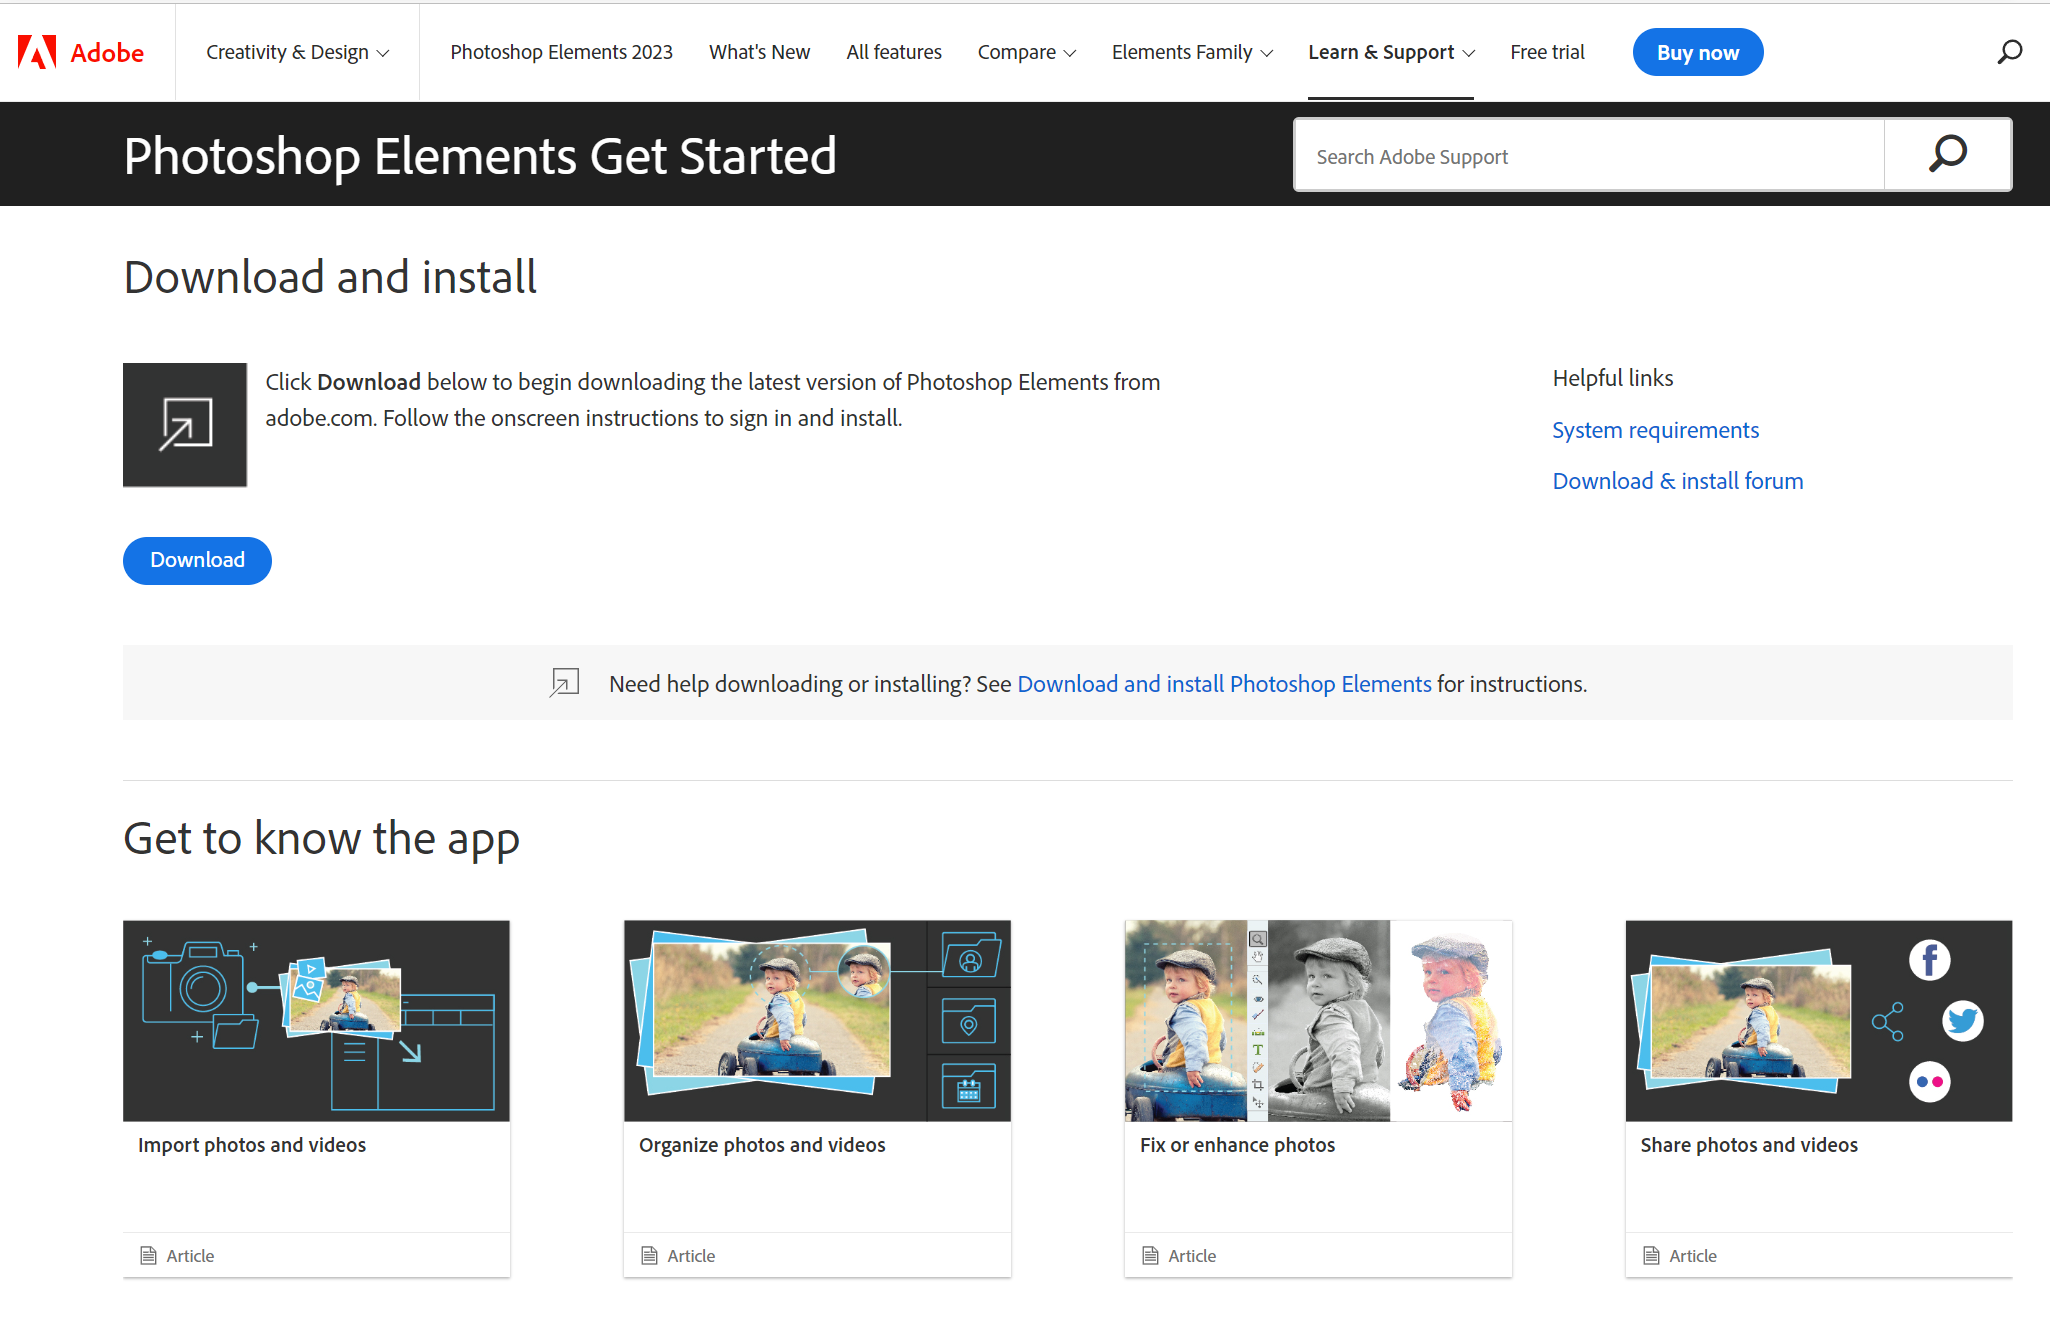 Adobe
Creativity & Design
Photoshop Elements 2023
What's New
All features
Compare
Elements Family
Learn & Support
Free trial
Buy now
Photoshop Elements Get Started
Search Adobe Support
Download and install
Click Download below to begin downloading the latest version of Photoshop Elements from
adobe.com. Follow the onscreen instructions to sign in and install.
Download
Helpful links
System requirements
Download & install forum
Need help downloading or installing? See Download and install Photoshop Elements for instructions.
Get to know the app
Import photos and videos
Article
Organize photos and videos
Article
Fix or enhance photos
Article
Share photos and videos
Article